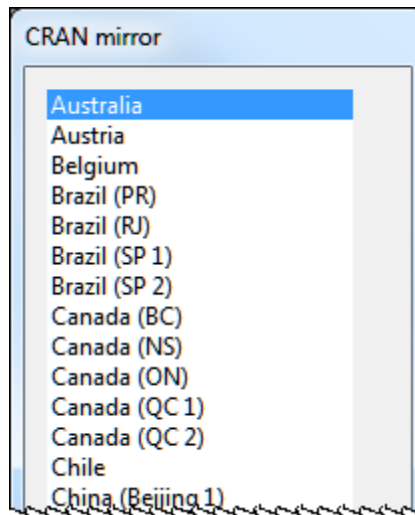 CRAN mirror
Australia
Austria
Belgium
Brazil (PR)
Brazil (RJ)
Brazil (SP 1)
Brazil (SP 2)
Canada (BC)
Canada (NS)
Canada (ON)
Canada (QC 1)
Canada (QC 2)
Chile
China (Beijing 1)